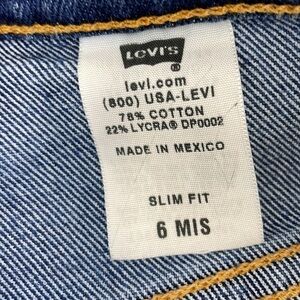 LEVI'S
®
levi.com
(800) USA-LEVI
78% COTTON
22% LYCRA® DP0002
MADE IN MEXICO
SLIM FIT
6 MIS